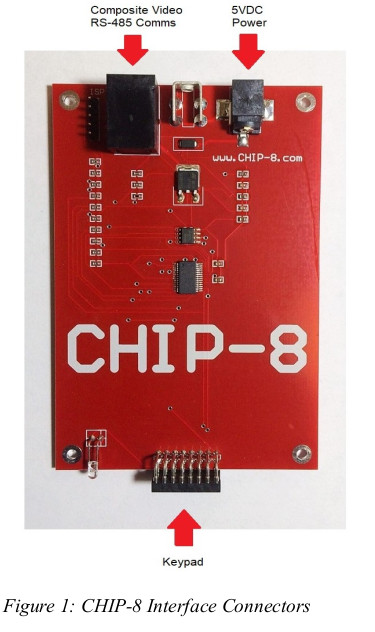 Composite Video
RS-485 Comms
5VDC
Power
ISP
www.CHIP-8.com
CHIP-8
Keypad
Figure 1: CHIP-8 Interface Connectors